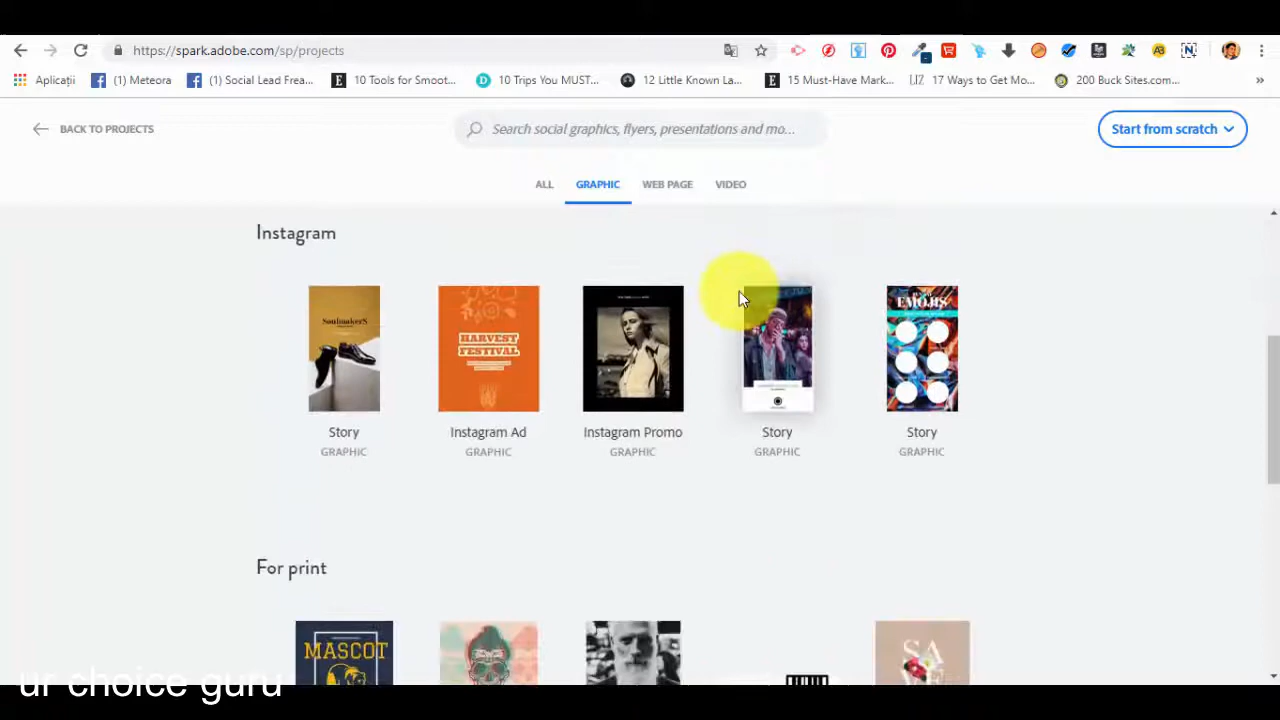 https://spark.adobe.com/sp/projects
Aplicații
(1) Meteora
(1) Social Lead Frea...
10 Tools for Smoot...
10 Trips You MUST...
12 Little Known La...
15 Must-Have Mark...
17 Ways to Get Mo...
200 Buck Sites.com...
»
BACK TO PROJECTS
Search social graphics, flyers, presentations and mo...
Start from scratch
ALL
GRAPHIC
WEB PAGE
VIDEO
Instagram
HARVEST
FESTIVAL
EMOJIS
Story
Instagram Ad
Instagram Promo
Story
Story
GRAPHIC
GRAPHIC
GRAPHIC
GRAPHIC
GRAPHIC
For print
MASCOT
SA
ur choice guru